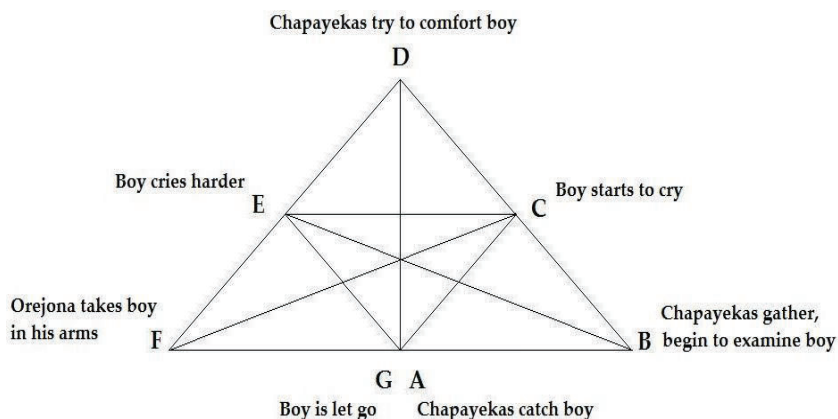 Chapayekas try to comfort boy
D
Boy cries harder
E
C
Boy starts to cry
Orejona takes boy
in his arms
F
B
Chapayekas gather,
begin to examine boy
G A
Boy is let go
Chapayekas catch boy